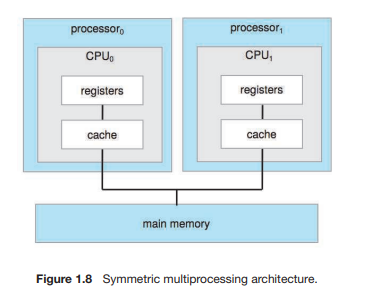 processor₀
processor₁
CPU₀
CPU₁
registers
registers
cache
cache
main memory
Figure 1.8 Symmetric multiprocessing architecture.